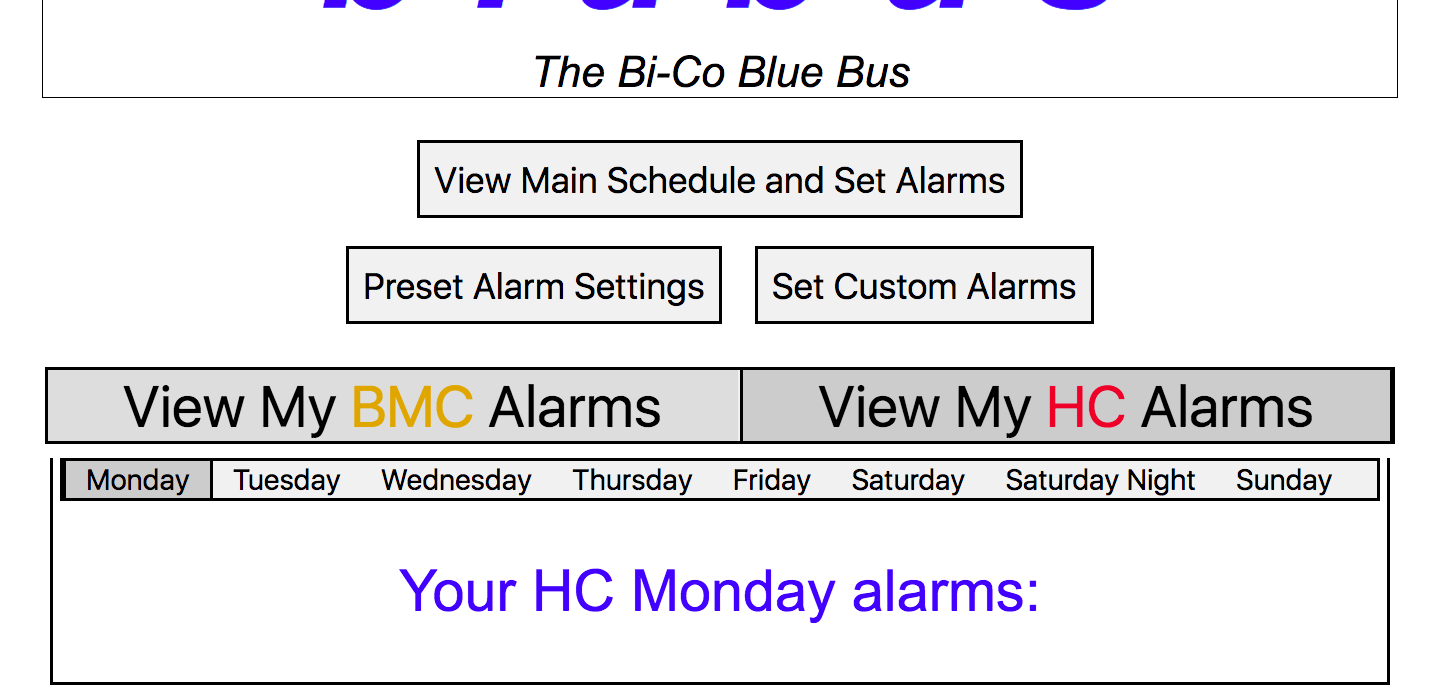 The Bi-Co Blue Bus
View Main Schedule and Set Alarms
Preset Alarm Settings Set Custom Alarms
View My BMC Alarms View My HC Alarms
Monday Tuesday Wednesday Thursday Friday Saturday Saturday Night Sunday
Your HC Monday alarms: